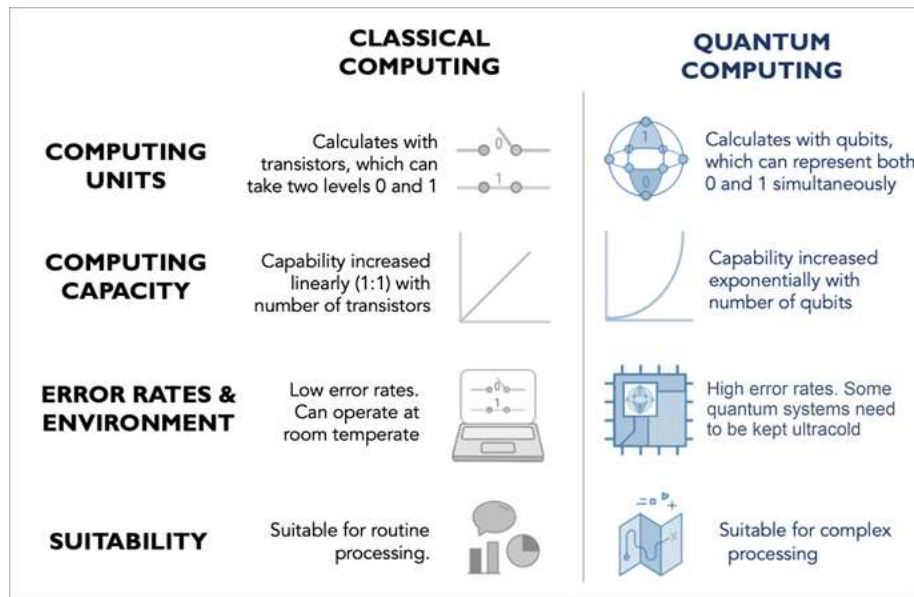 CLASSICAL
COMPUTING
QUANTUM
COMPUTING
COMPUTING
UNITS
Calculates with
transistors, which can
take two levels 0 and 1
0
1
1
0
Calculates with qubits,
which can represent both
0 and 1 simultaneously
COMPUTING
CAPACITY
Capability increased
linearly (1:1) with
number of transistors
Capability increased
exponentially with
number of qubits
ERROR RATES &
ENVIRONMENT
Low error rates.
Can operate at
room temperate
0
1
High error rates. Some
quantum systems need
to be kept ultracold
SUITABILITY
Suitable for routine
processing.
Suitable for complex
processing